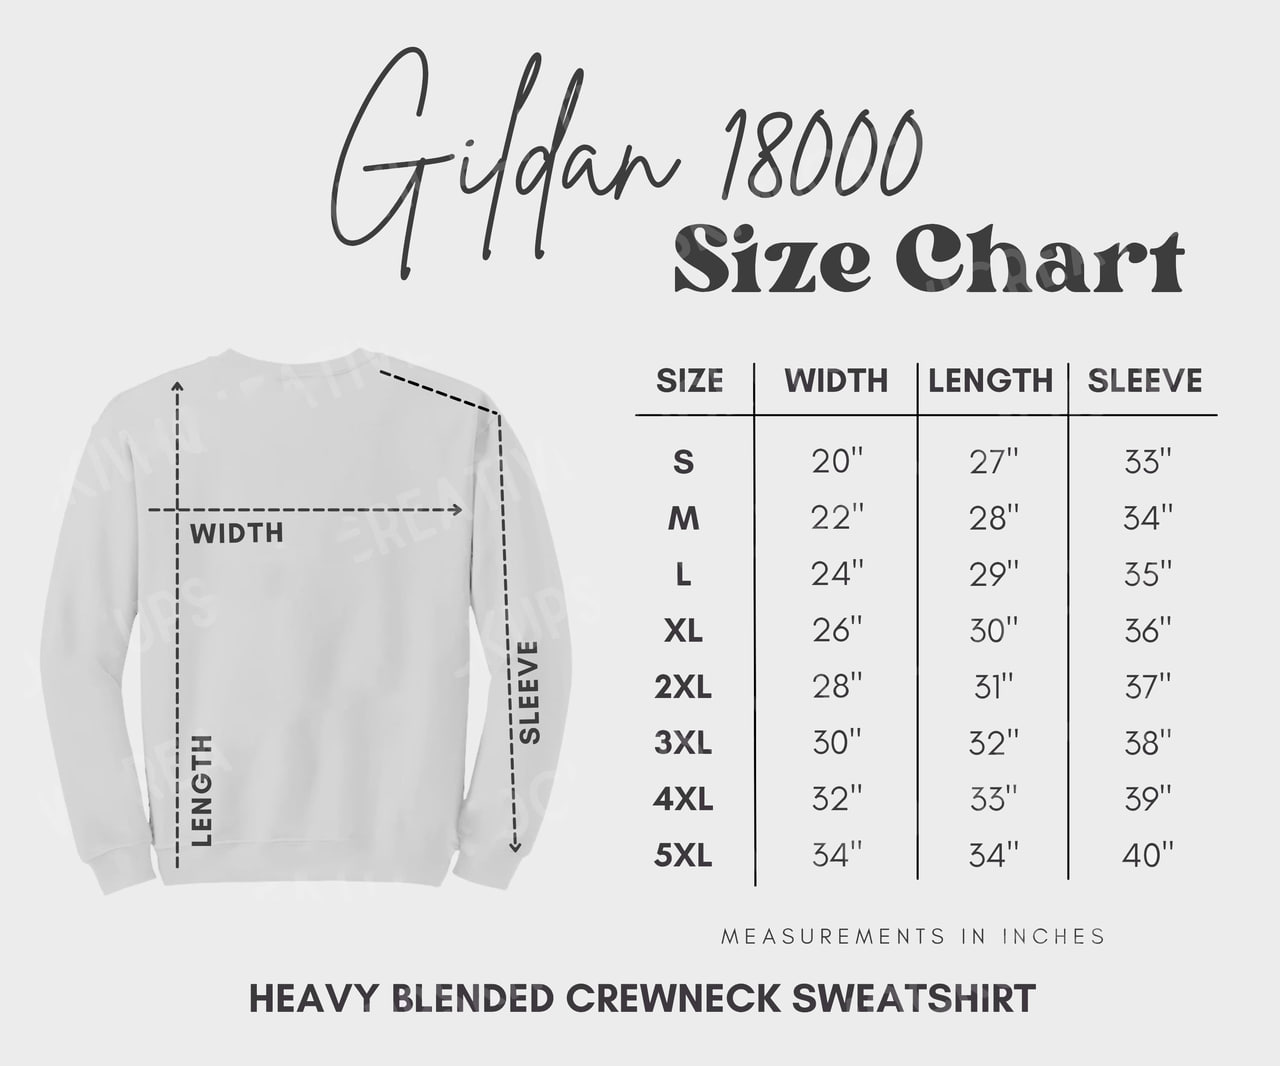 Gildan 18000
Size Chart
SIZE WIDTH LENGTH SLEEVE
S 20" 27" 33"
M 22" 28" 34"
L 24" 29" 35"
XL 26" 30" 36"
2XL 28" 31" 37"
3XL 30" 32" 38"
4XL 32" 33" 39"
5XL 34" 34" 40"
WIDTH
LENGTH
SLEEVE
MEASUREMENTS IN INCHES
HEAVY BLENDED CREWNECK SWEATSHIRT